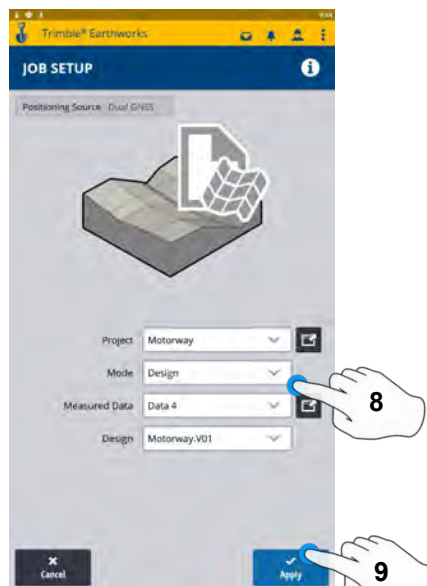 Trimble® Earthworks
JOB SETUP
Positioning Source Dual GNSS
Project Motorway
Mode Design
8
Measured Data Data 4
Design Motorway.V01
Cancel
Apply
9